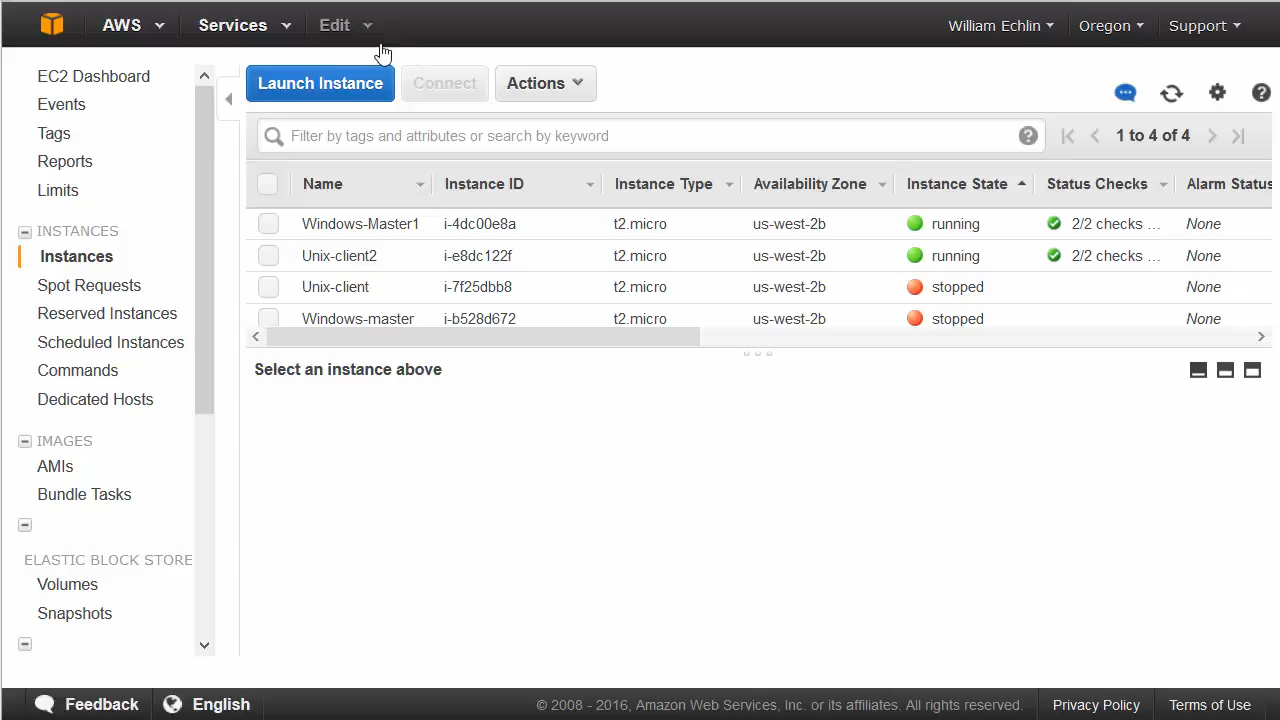 AWS Services Edit William Echlin Oregon Support
EC2 Dashboard
Events
Tags
Reports
Limits
INSTANCES
Instances
Spot Requests
Reserved Instances
Scheduled Instances
Commands
Dedicated Hosts
IMAGES
AMIs
Bundle Tasks
ELASTIC BLOCK STORE
Volumes
Snapshots
Launch Instance Connect Actions
Filter by tags and attributes or search by keyword 1 to 4 of 4
Name Instance ID Instance Type Availability Zone Instance State Status Checks Alarm Status
Windows-Master1 i-4dc00e8a t2.micro us-west-2b running 2/2 checks ... None
Unix-client2 i-e8dc122f t2.micro us-west-2b running 2/2 checks ... None
Unix-client i-7f25dbb8 t2.micro us-west-2b stopped None
Windows-master i-b528d672 t2.micro us-west-2b stopped None
Select an instance above
Feedback English © 2008 - 2016, Amazon Web Services, Inc. or its affiliates. All rights reserved. Privacy Policy Terms of Use